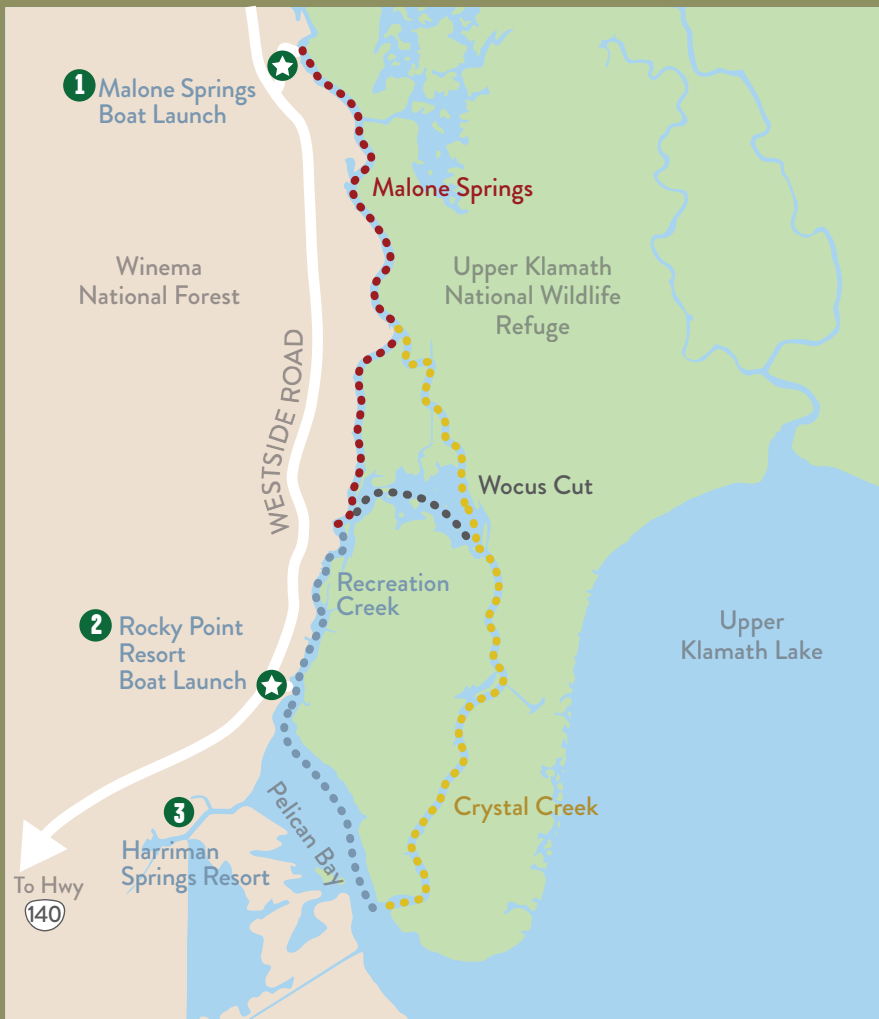 1 Malone Springs
Boat Launch
Malone Springs
Winema
National Forest
Upper Klamath
National Wildlife
Refuge
WESTSIDE ROAD
Wocus Cut
Recreation
Creek
2 Rocky Point
Resort
Boat Launch
Upper
Klamath Lake
Pelican Bay
Crystal Creek
3
Harriman
Springs Resort
To Hwy
140